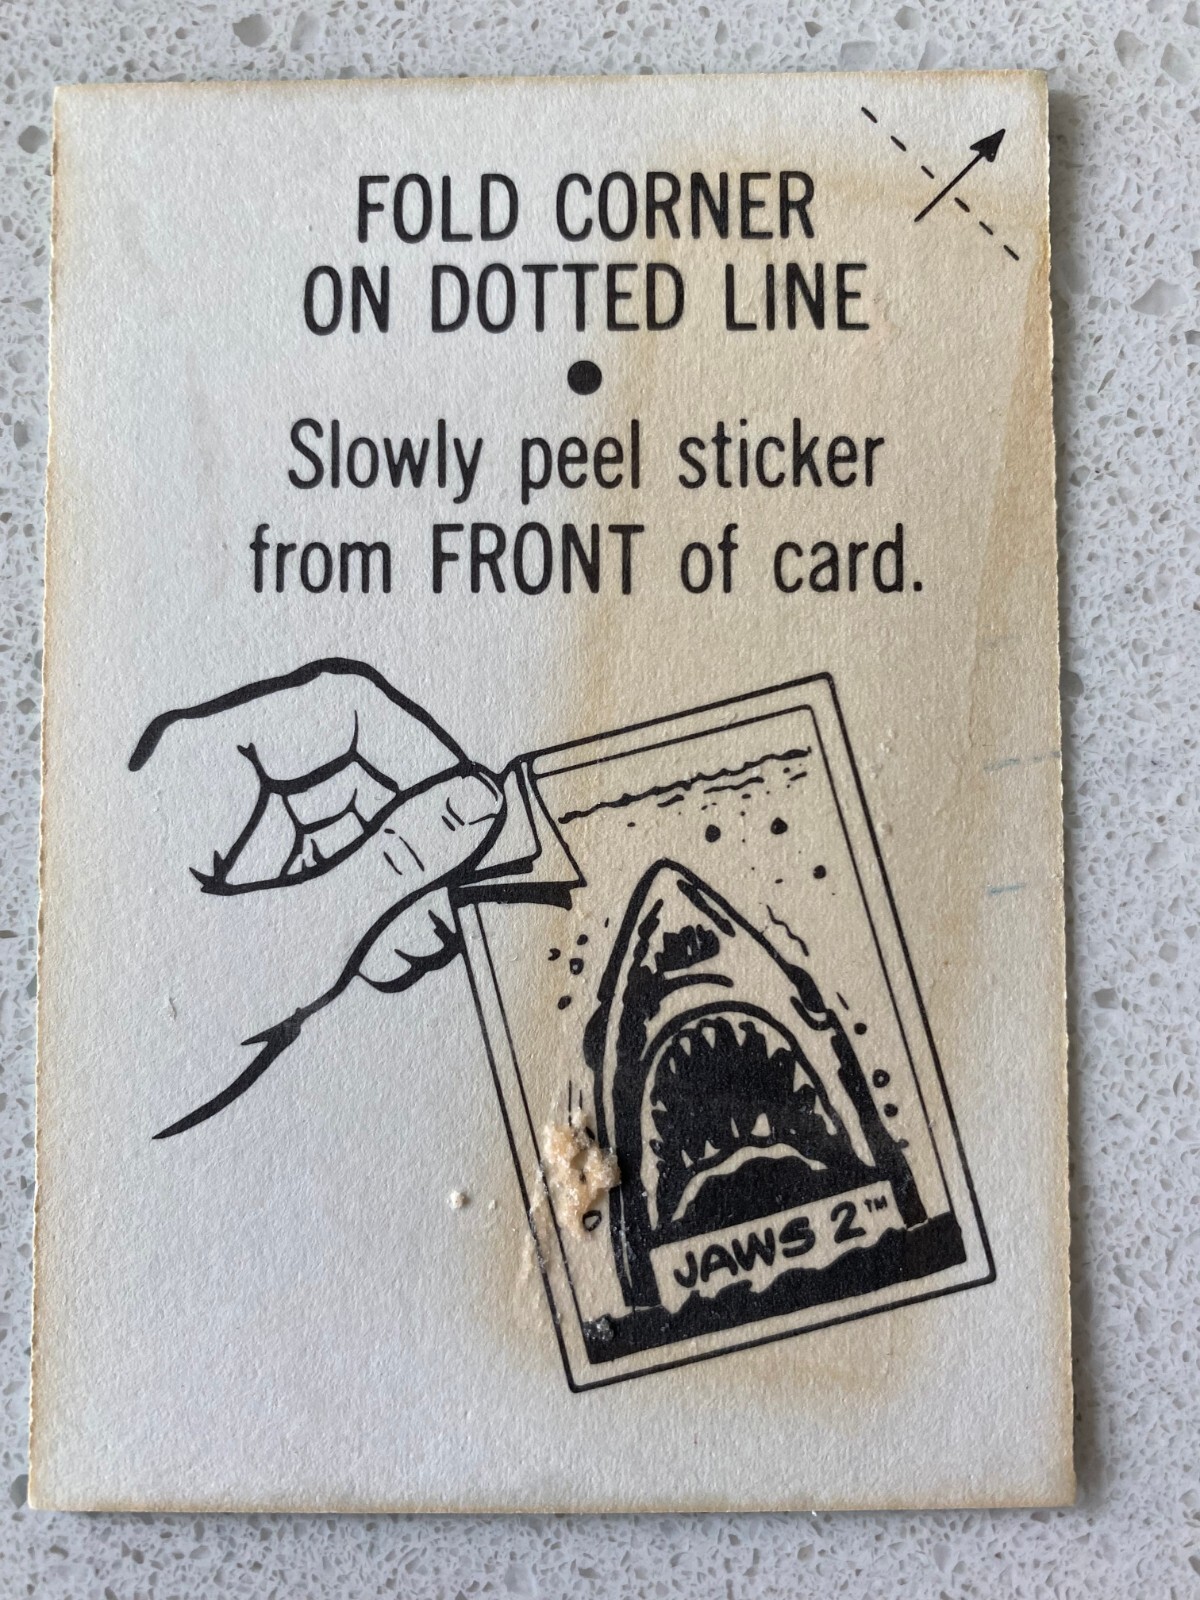 FOLD CORNER
ON DOTTED LINE
●
Slowly peel sticker
from FRONT of card.
JAWS 2™